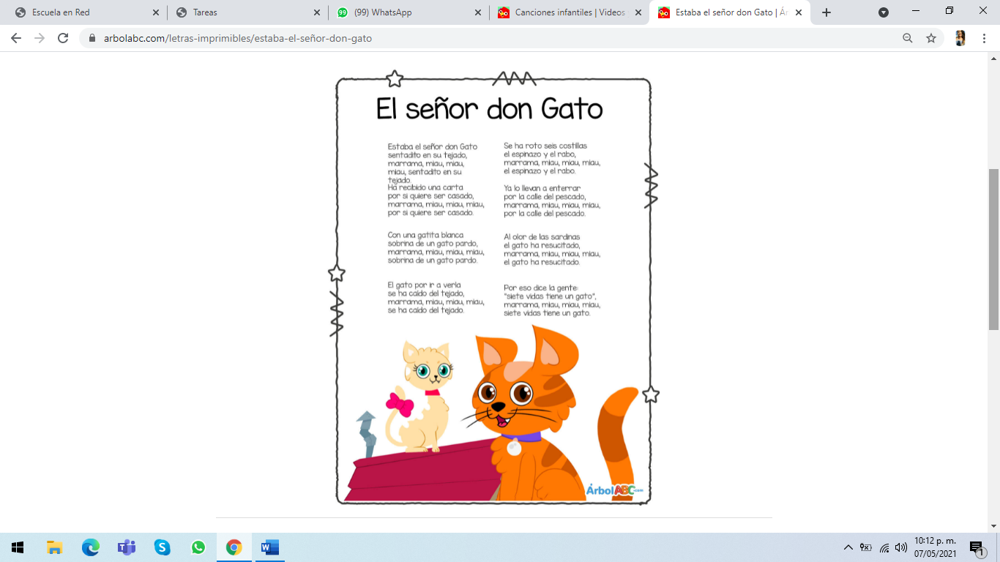 Escuela en Red
Tareas
(99) WhatsApp
Canciones infantiles | Videos
Estaba el señor don Gato | Ár
arbolabc.com/letras-imprimibles/estaba-el-señor-don-gato
El señor don Gato
Estaba el señor don Gato
sentadito en su tejado,
marrama, miau, miau,
miau, sentadito en su
tejado.
Ha recibido una carta
por si quiere ser casado,
marrama, miau, miau, miau,
por si quiere ser casado.
Con una gatita blanca
sobrina de un gato pardo,
marrama, miau, miau, miau,
sobrina de un gato pardo.
El gato por ir a verla
se ha caído del tejado,
marrama, miau, miau, miau,
se ha caído del tejado.
Se ha roto seis costillas
el espinazo y el rabo,
marrama, miau, miau, miau,
el espinazo y el rabo.
Ya lo llevan a enterrar
por la calle del pescado,
marrama, miau, miau, miau,
por la calle del pescado.
Al olor de las sardinas
el gato ha resucitado,
marrama, miau, miau, miau,
el gato ha resucitado.
Por eso dice la gente:
"siete vidas tiene un gato",
marrama, miau, miau, miau,
siete vidas tiene un gato.
ÁrbolABC.com
10:12 p. m.
07/05/2021
1